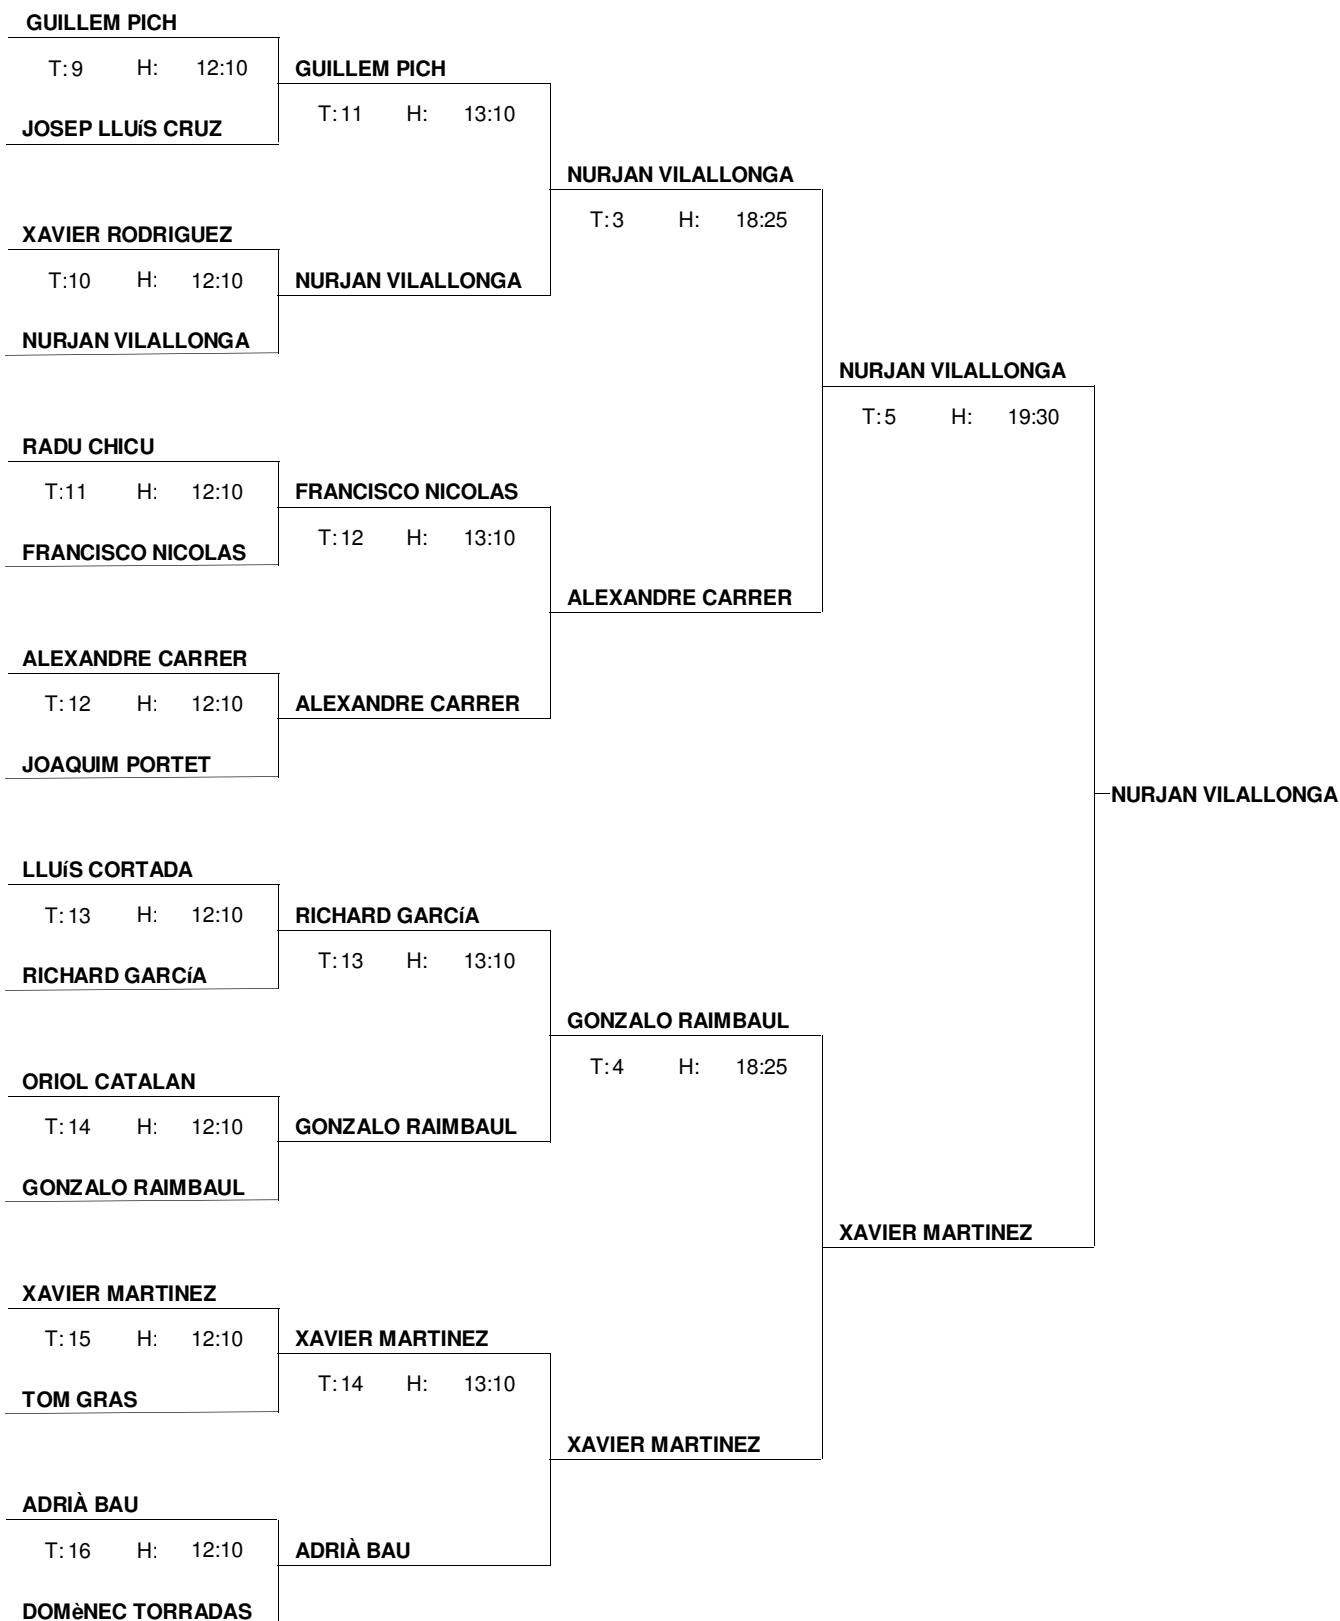 GUILLEM PICH
T: 9 H: 12:10 GUILLEM PICH
T: 11 H: 13:10
JOSEP LLUíS CRUZ
NURJAN VILALLONGA
T: 3 H: 18:25
XAVIER RODRIGUEZ
T:10 H: 12:10 NURJAN VILALLONGA
NURJAN VILALLONGA
NURJAN VILALLONGA
T: 5 H: 19:30
RADU CHICU
T:11 H: 12:10 FRANCISCO NICOLAS
T: 12 H: 13:10
FRANCISCO NICOLAS
ALEXANDRE CARRER
ALEXANDRE CARRER
T: 12 H: 12:10 ALEXANDRE CARRER
JOAQUIM PORTET
NURJAN VILALLONGA
LLUíS CORTADA
T: 13 H: 12:10 RICHARD GARCíA
T: 13 H: 13:10
RICHARD GARCíA
GONZALO RAIMBAUL
T: 4 H: 18:25
ORIOL CATALAN
T: 14 H: 12:10 GONZALO RAIMBAUL
GONZALO RAIMBAUL
XAVIER MARTINEZ
XAVIER MARTINEZ
T: 15 H: 12:10 XAVIER MARTINEZ
T: 14 H: 13:10
TOM GRAS
XAVIER MARTINEZ
ADRIÀ BAU
T: 16 H: 12:10 ADRIÀ BAU
DOMèNEC TORRADAS